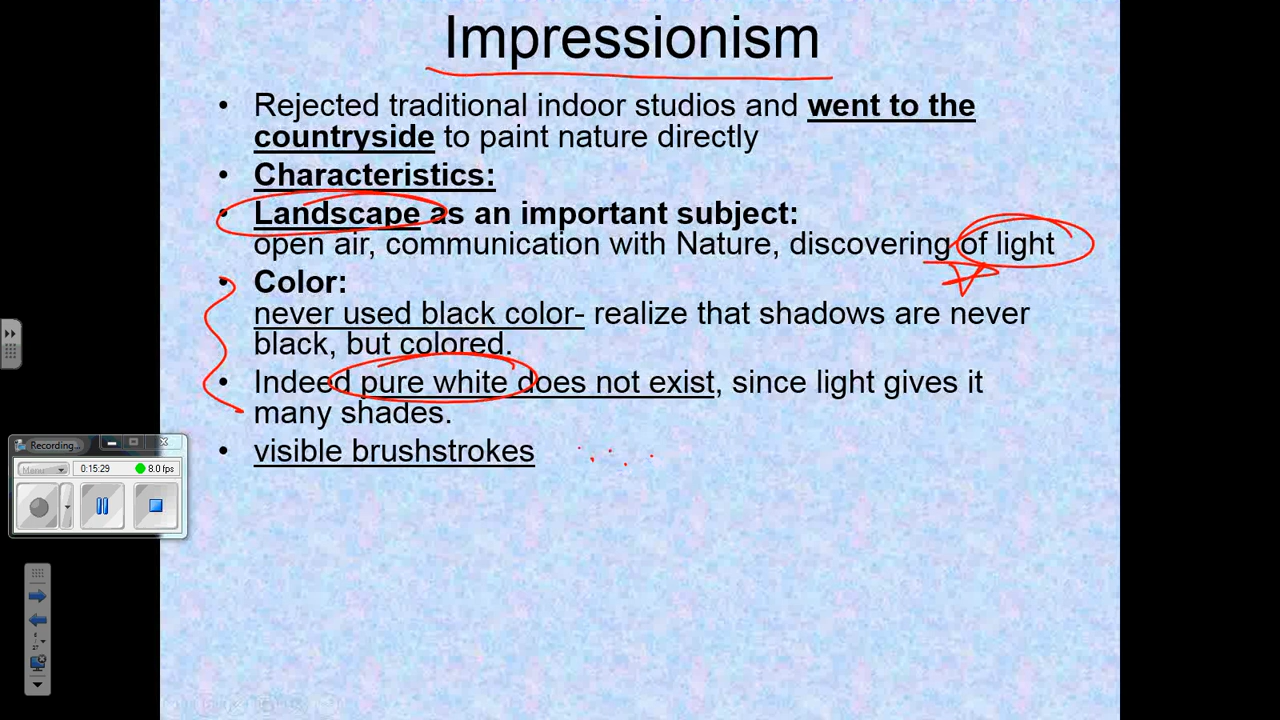 Impressionism
• Rejected traditional indoor studios and went to the
countryside to paint nature directly
• Characteristics:
• Landscape as an important subject:
open air, communication with Nature, discovering of light
• Color:
never used black color- realize that shadows are never
black, but colored.
• Indeed pure white does not exist, since light gives it
many shades.
• visible brushstrokes
Recording...
Menu 0:15:29 8.0 fps